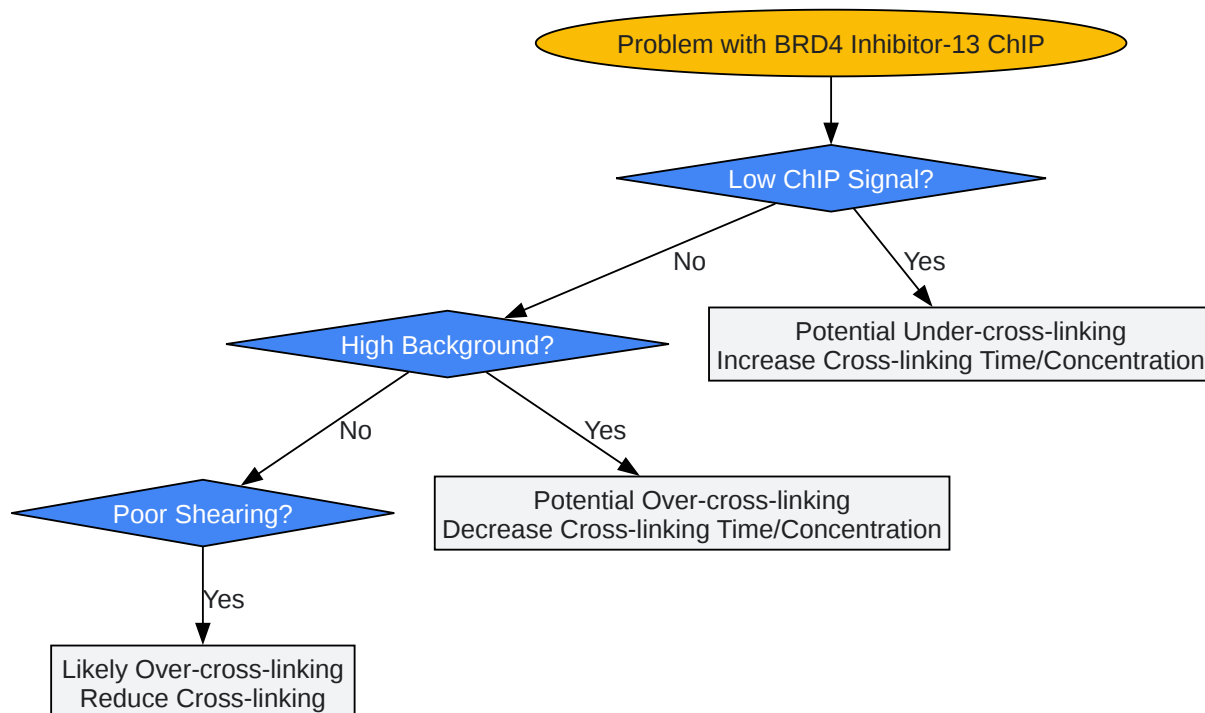 Problem with BRD4 Inhibitor-13 ChIP
Low ChIP Signal?
No
Yes
High Background?
Potential Under-cross-linking
Increase Cross-linking Time/Concentration
No
Yes
Poor Shearing?
Potential Over-cross-linking
Decrease Cross-linking Time/Concentration
Yes
Likely Over-cross-linking
Reduce Cross-linking